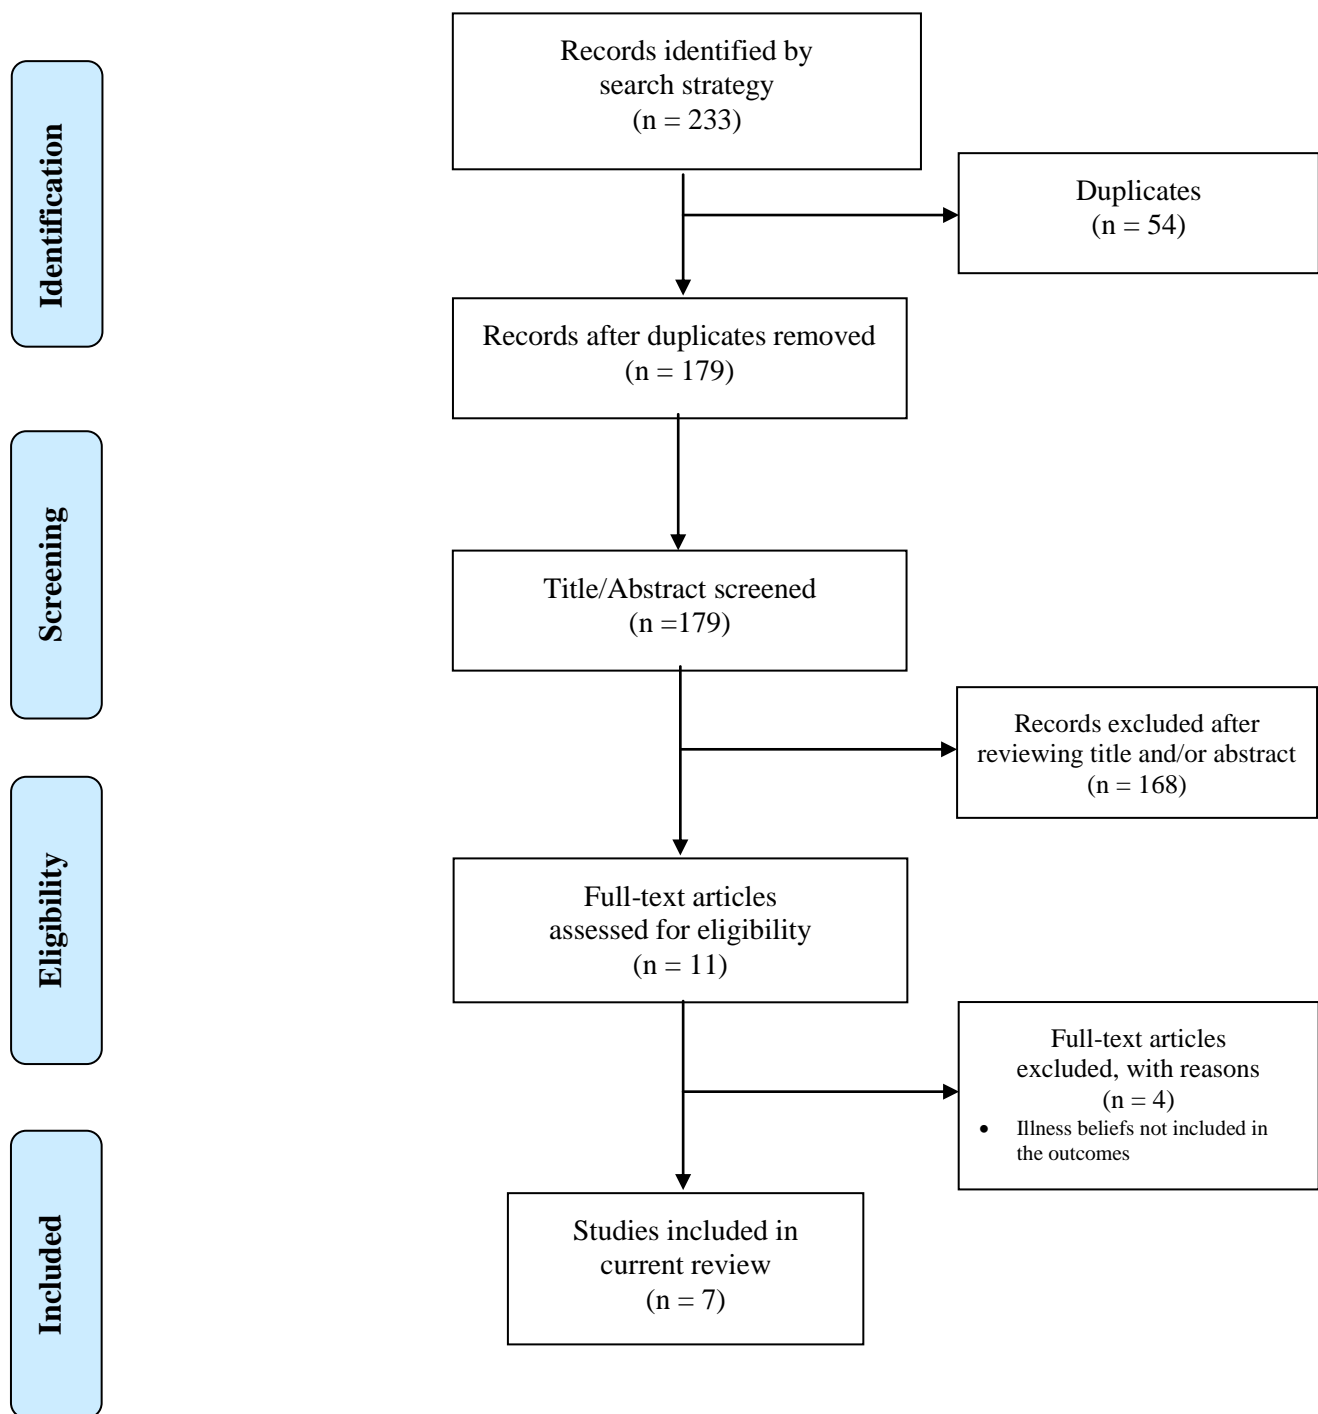 Identification
Records identified by
search strategy
(n = 233)
Duplicates
(n = 54)
Records after duplicates removed
(n = 179)
Screening
Title/Abstract screened
(n =179)
Records excluded after
reviewing title and/or abstract
(n = 168)
Eligibility
Full-text articles
assessed for eligibility
(n = 11)
Full-text articles
excluded, with reasons
(n = 4)
• Illness beliefs not included in
the outcomes
Included
Studies included in
current review
(n = 7)